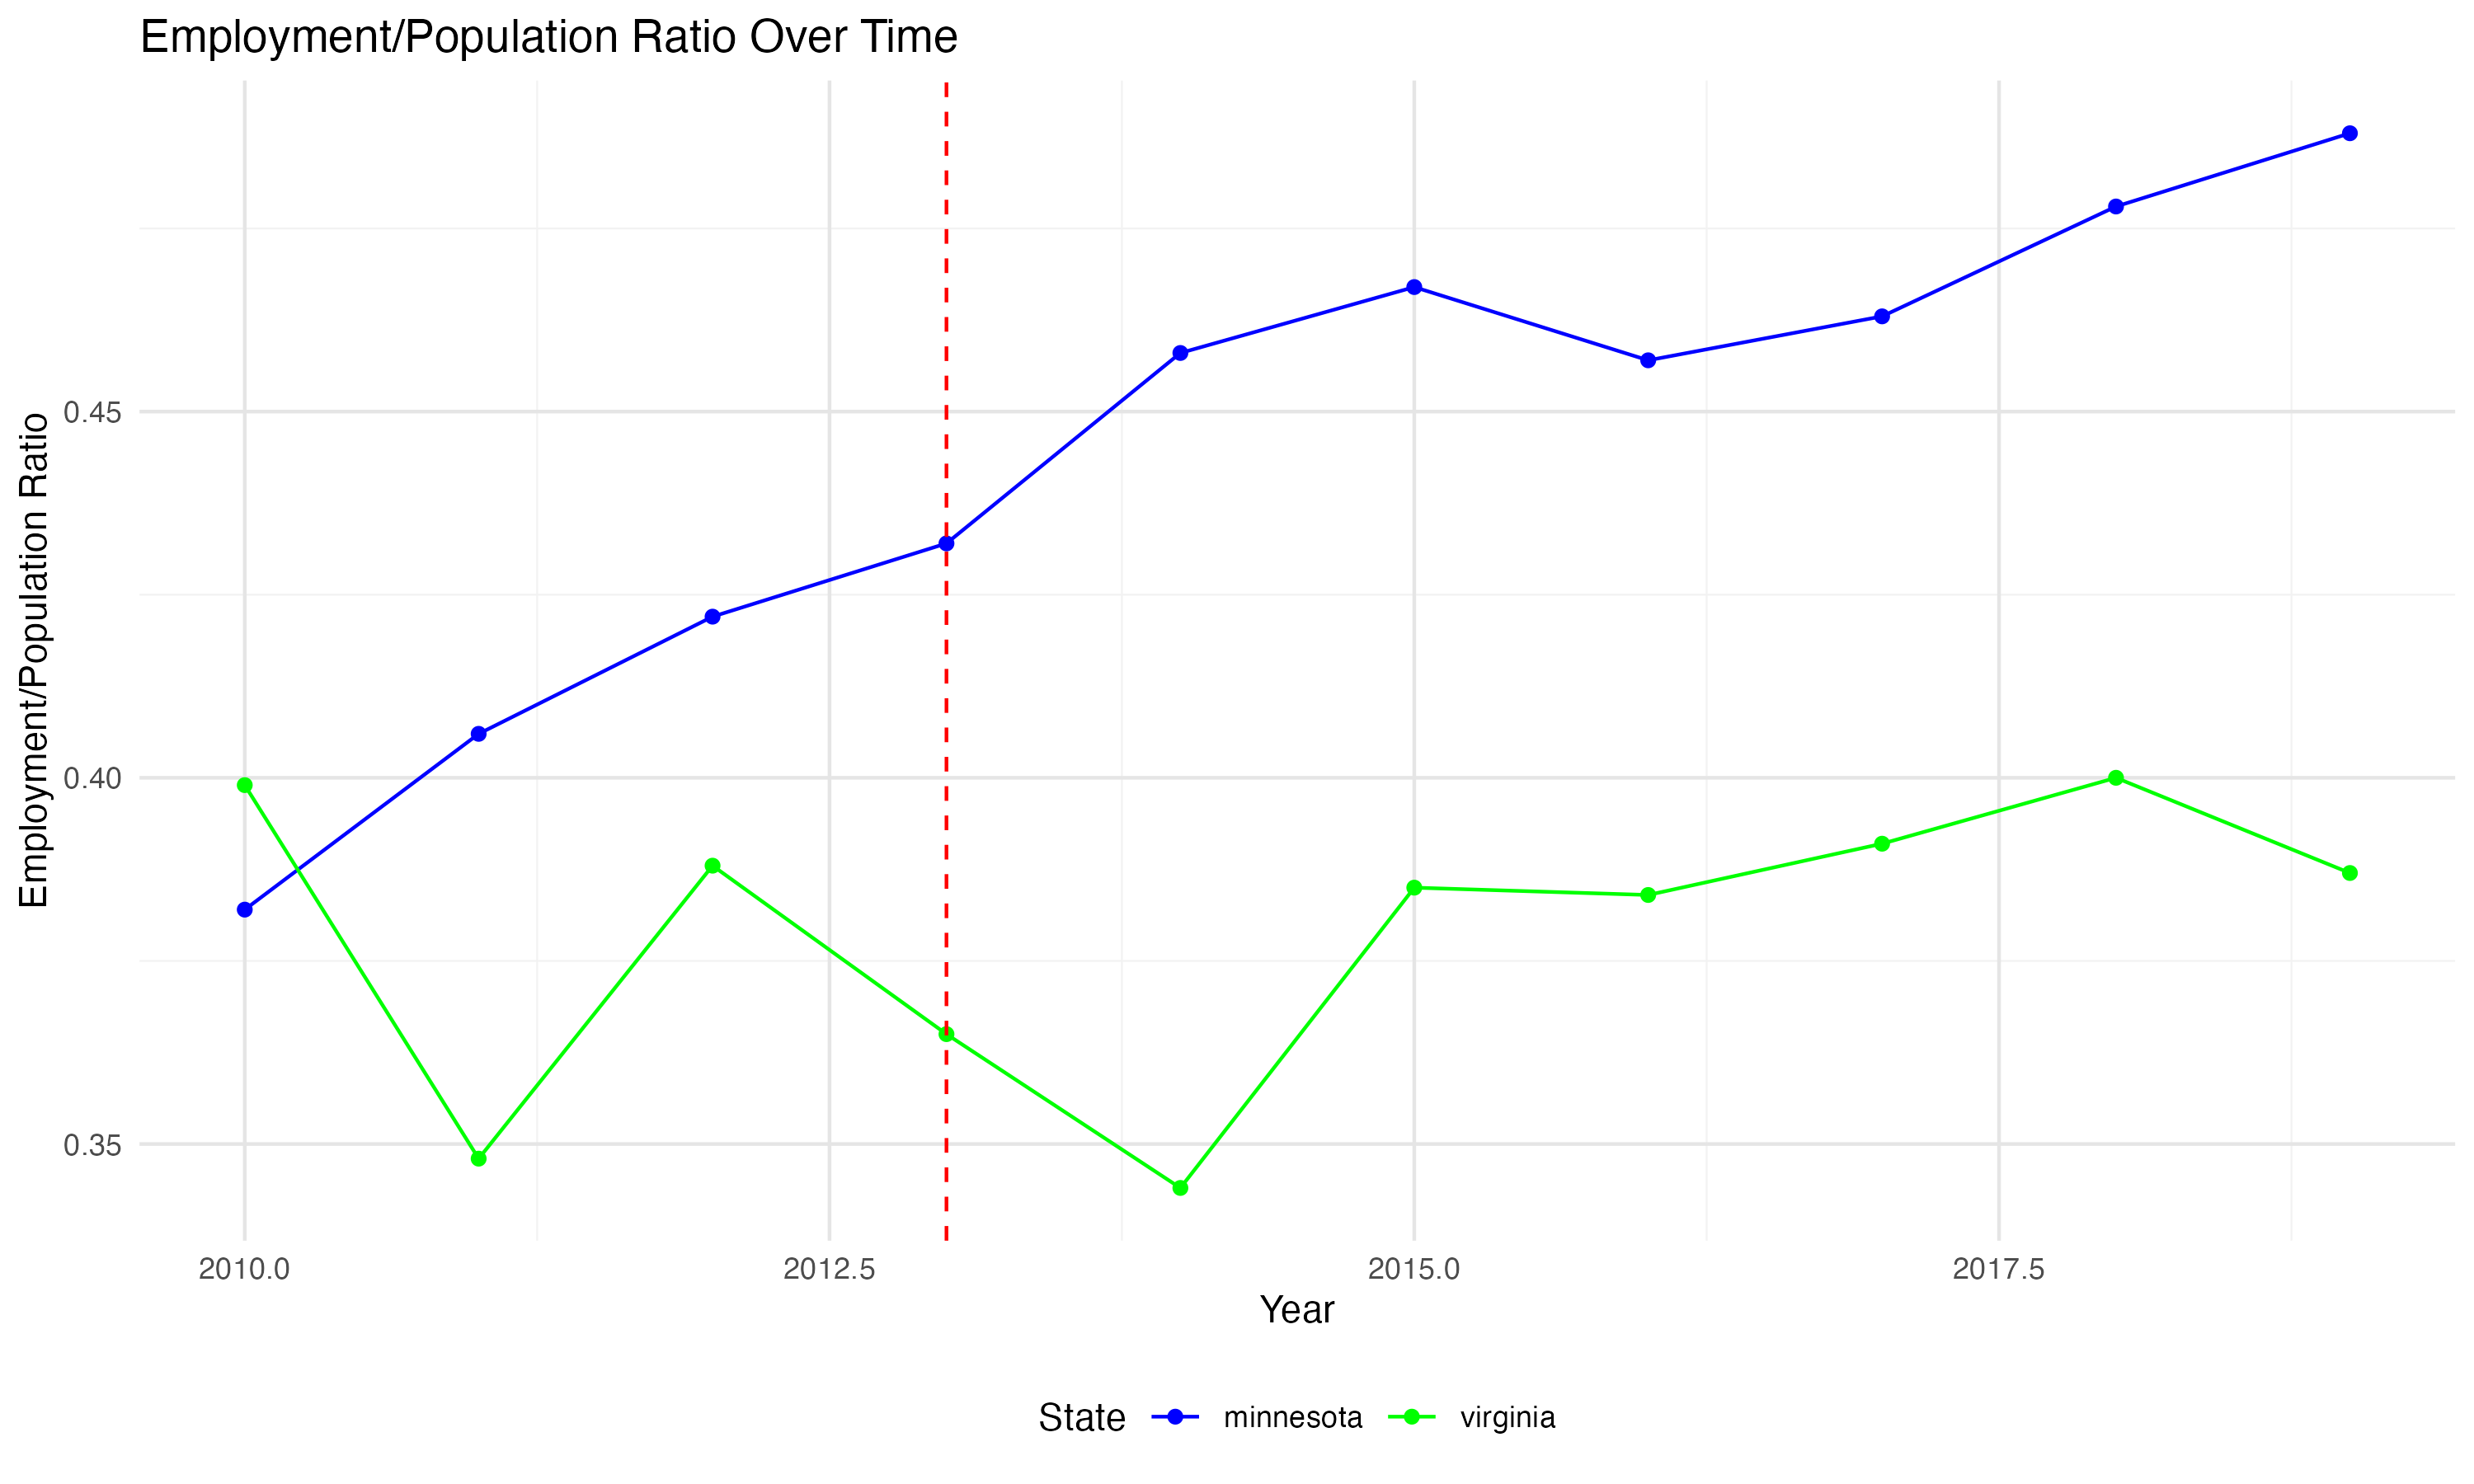 Employment/Population Ratio Over Time
Employment/Population Ratio
0.45
0.40
0.35
2010.0 2012.5 2015.0 2017.5
Year
State minnesota virginia